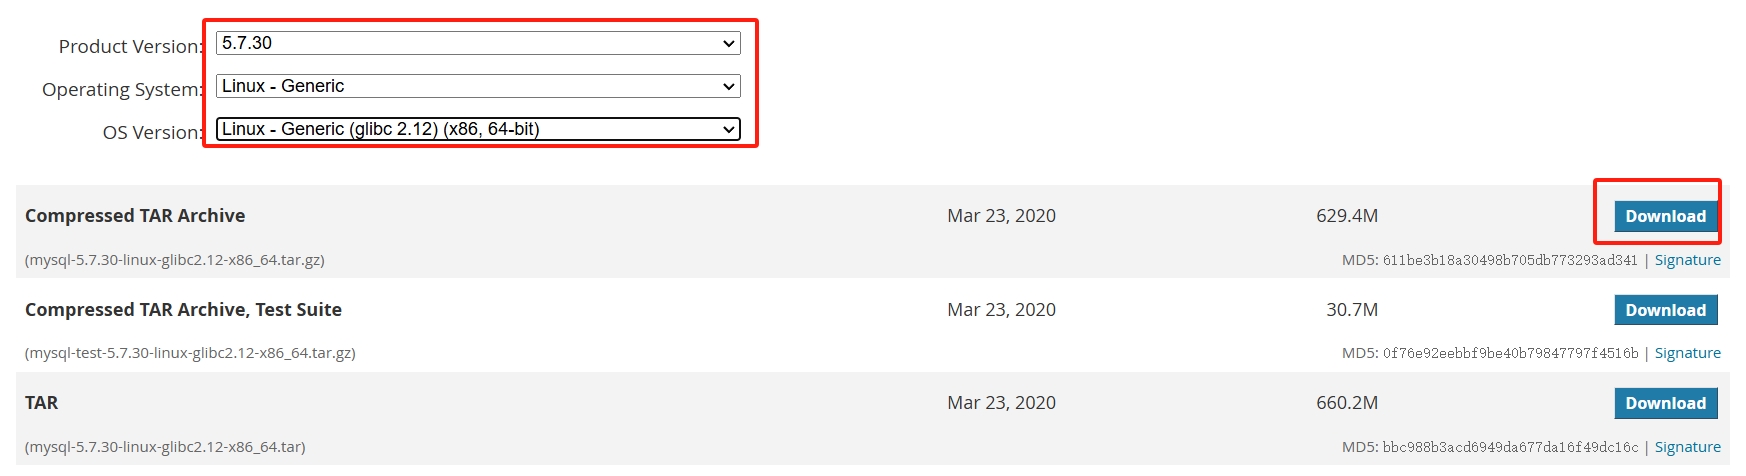 Product Version: 5.7.30
Operating System: Linux - Generic
OS Version: Linux - Generic (glibc 2.12) (x86, 64-bit)
Compressed TAR Archive Mar 23, 2020 629.4M Download
(mysql-5.7.30-linux-glibc2.12-x86_64.tar.gz) MD5: 611be3b18a30498b705db773293ad341 | Signature
Compressed TAR Archive, Test Suite Mar 23, 2020 30.7M Download
(mysql-test-5.7.30-linux-glibc2.12-x86_64.tar.gz) MD5: 0f76e92eebbf9be40b79847797f4516b | Signature
TAR Mar 23, 2020 660.2M Download
(mysql-5.7.30-linux-glibc2.12-x86_64.tar) MD5: bbc988b3acd6949da677da16f49dc16c | Signature